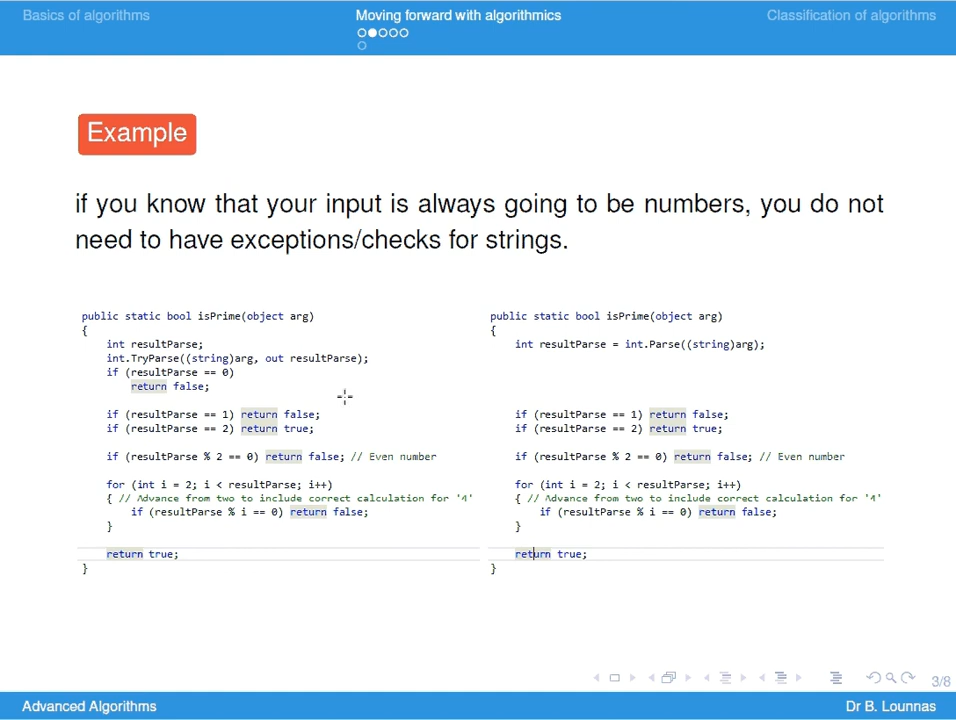 Basics of algorithms
Moving forward with algorithmics
Classification of algorithms
Example
if you know that your input is always going to be numbers, you do not
need to have exceptions/checks for strings.
public static bool isPrime(object arg)
{
int resultParse;
int.TryParse((string)arg, out resultParse);
if (resultParse == 0)
return false;
if (resultParse == 1) return false;
if (resultParse == 2) return true;
if (resultParse % 2 == 0) return false; // Even number
for (int i = 2; i < resultParse; i++)
{ // Advance from two to include correct calculation for '4'
if (resultParse % i == 0) return false;
}
return true;
}
public static bool isPrime(object arg)
{
int resultParse = int.Parse((string)arg);
if (resultParse == 1) return false;
if (resultParse == 2) return true;
if (resultParse % 2 == 0) return false; // Even number
for (int i = 2; i < resultParse; i++)
{ // Advance from two to include correct calculation for '4'
if (resultParse % i == 0) return false;
}
return true;
}
3/8
Advanced Algorithms
Dr B. Lounnas